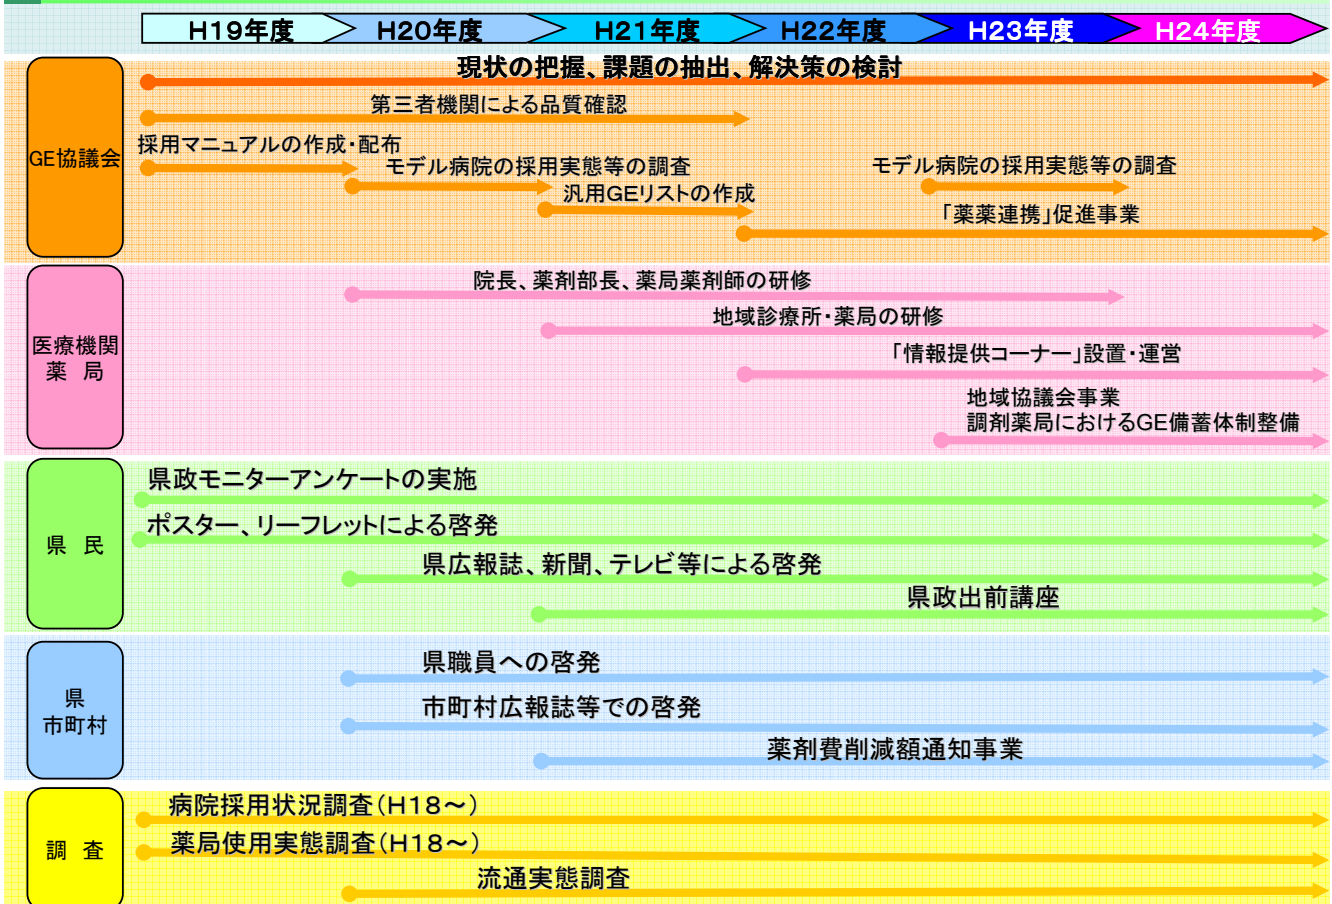 H19年度
H20年度
H21年度
H22年度
H23年度
H24年度
GE協議会
現状の把握、課題の抽出、解決策の検討
第三者機関による品質確認
採用マニュアルの作成・配布
モデル病院の採用実態等の調査
モデル病院の採用実態等の調査
汎用GEリストの作成
「薬薬連携」促進事業
医療機関
薬 局
院長、薬剤部長、薬局薬剤師の研修
地域診療所・薬局の研修
「情報提供コーナー」設置・運営
地域協議会事業
調剤薬局におけるGE備蓄体制整備
県 民
県政モニターアンケートの実施
ポスター、リーフレットによる啓発
県広報誌、新聞、テレビ等による啓発
県政出前講座
県
市町村
県職員への啓発
市町村広報誌等での啓発
薬剤費削減額通知事業
調 査
病院採用状況調査(H18～)
薬局使用実態調査(H18～)
流通実態調査